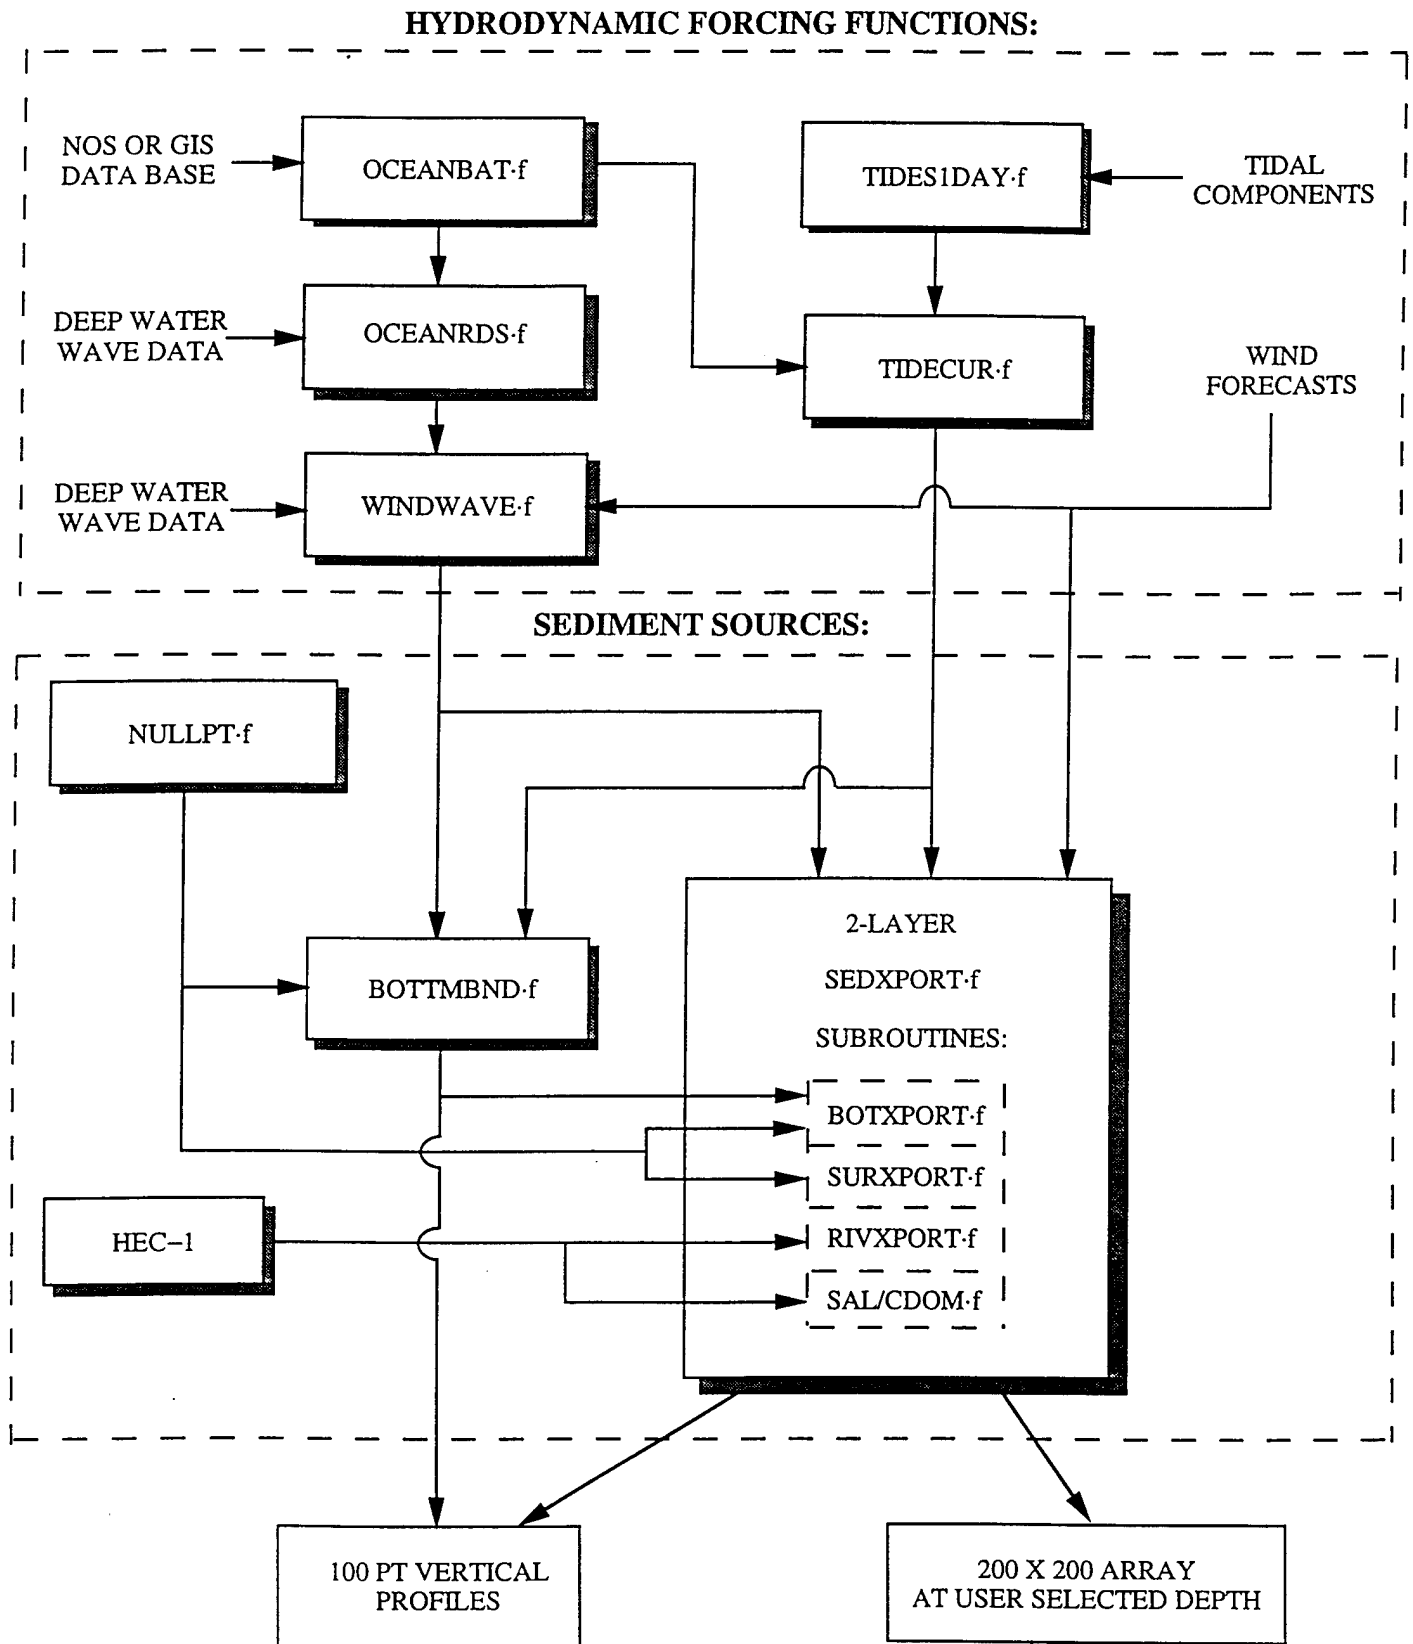 HYDRODYNAMIC FORCING FUNCTIONS:
NOS OR GIS
DATA BASE
OCEANBAT·f
TIDES1DAY·f
TIDAL
COMPONENTS
DEEP WATER
WAVE DATA
OCEANRDS·f
TIDECUR·f
WIND
FORECASTS
DEEP WATER
WAVE DATA
WINDWAVE·f
SEDIMENT SOURCES:
NULLPT·f
BOTTMBND·f
2-LAYER
SEDXPORT·f
SUBROUTINES:
BOTXPORT·f
SURXPORT·f
HEC–1
RIVXPORT·f
SAL/CDOM·f
100 PT VERTICAL
PROFILES
200 X 200 ARRAY
AT USER SELECTED DEPTH